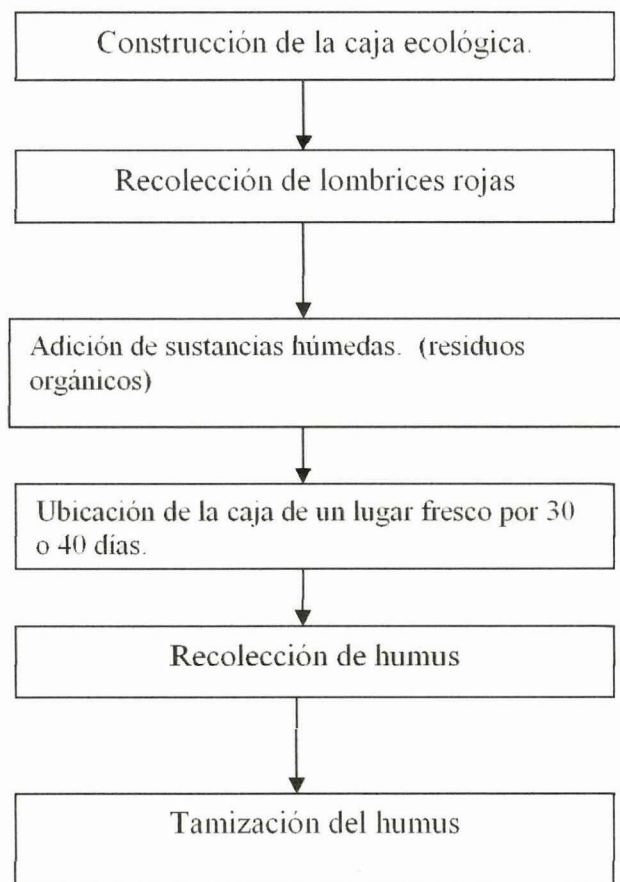 Construcción de la caja ecológica.
Recolección de lombrices rojas
Adición de sustancias húmedas. (residuos
orgánicos)
Ubicación de la caja de un lugar fresco por 30
o 40 días.
Recolección de humus
Tamización del humus